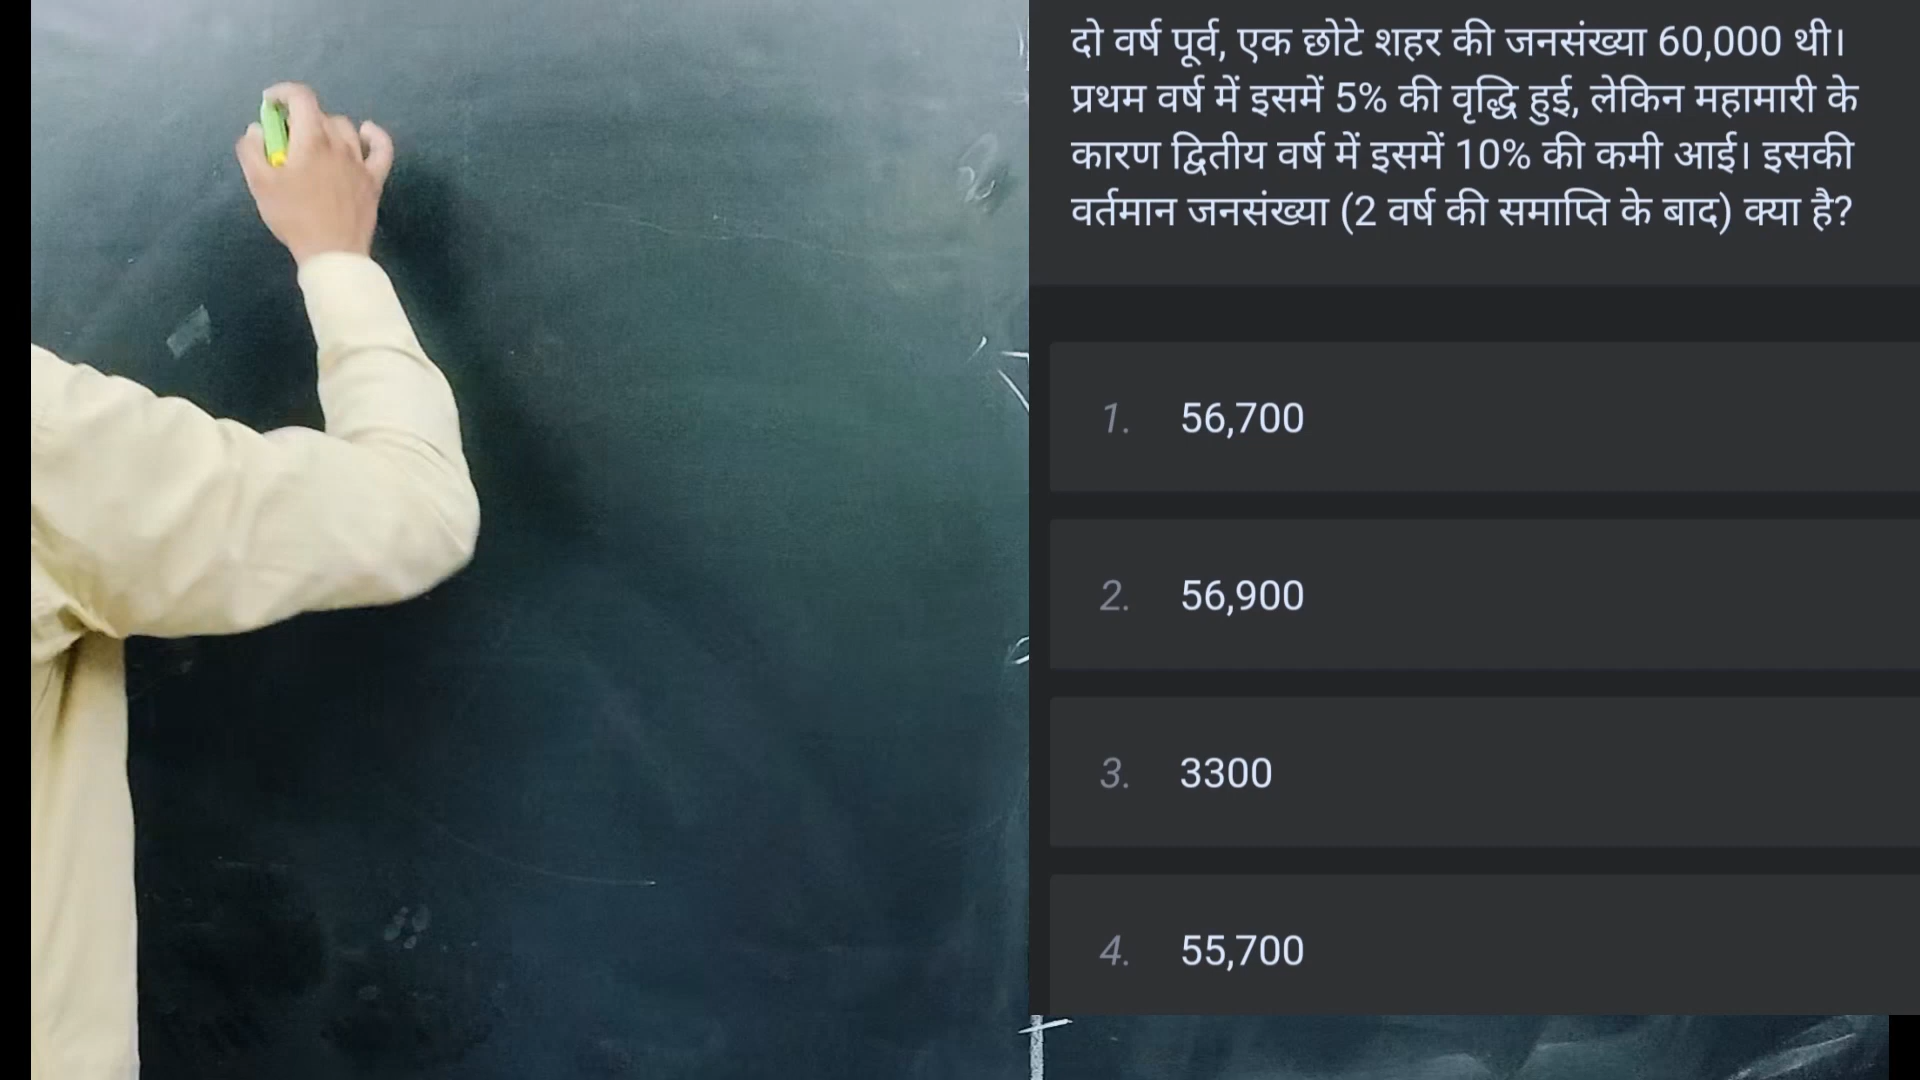 दो वर्ष पूर्व, एक छोटे शहर की जनसंख्या 60,000 थी।
प्रथम वर्ष में इसमें 5% की वृद्धि हुई, लेकिन महामारी के
कारण द्वितीय वर्ष में इसमें 10% की कमी आई। इसकी
वर्तमान जनसंख्या (2 वर्ष की समाप्ति के बाद) क्या है?
1. 56,700
2. 56,900
3. 3300
4. 55,700